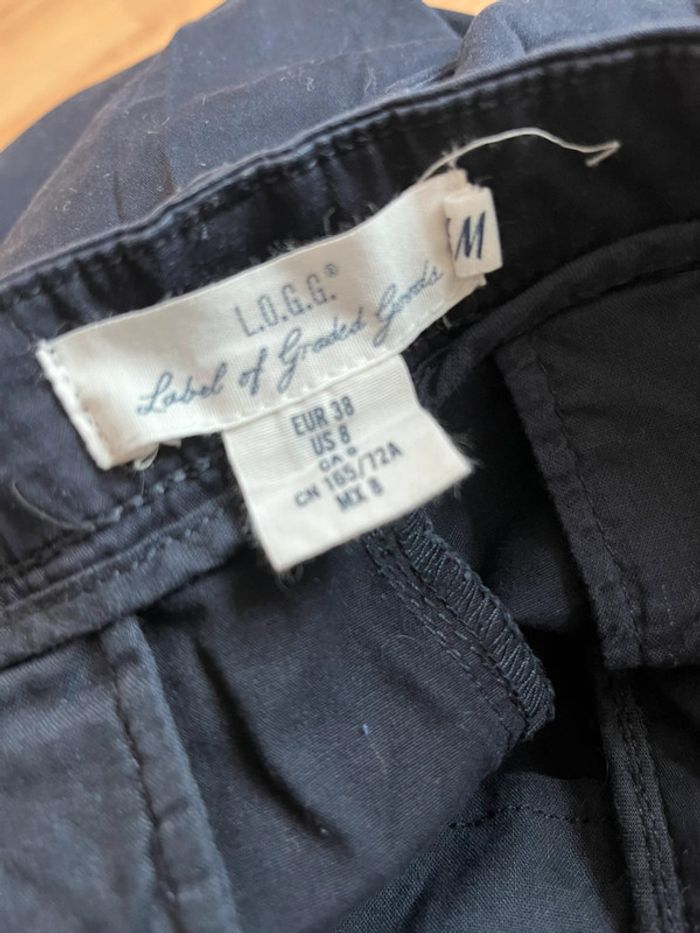 M
L.O.G.G.®
Label of Graded Goods
EUR 38
US 8
CA 8
CN 165/72A
MX 8